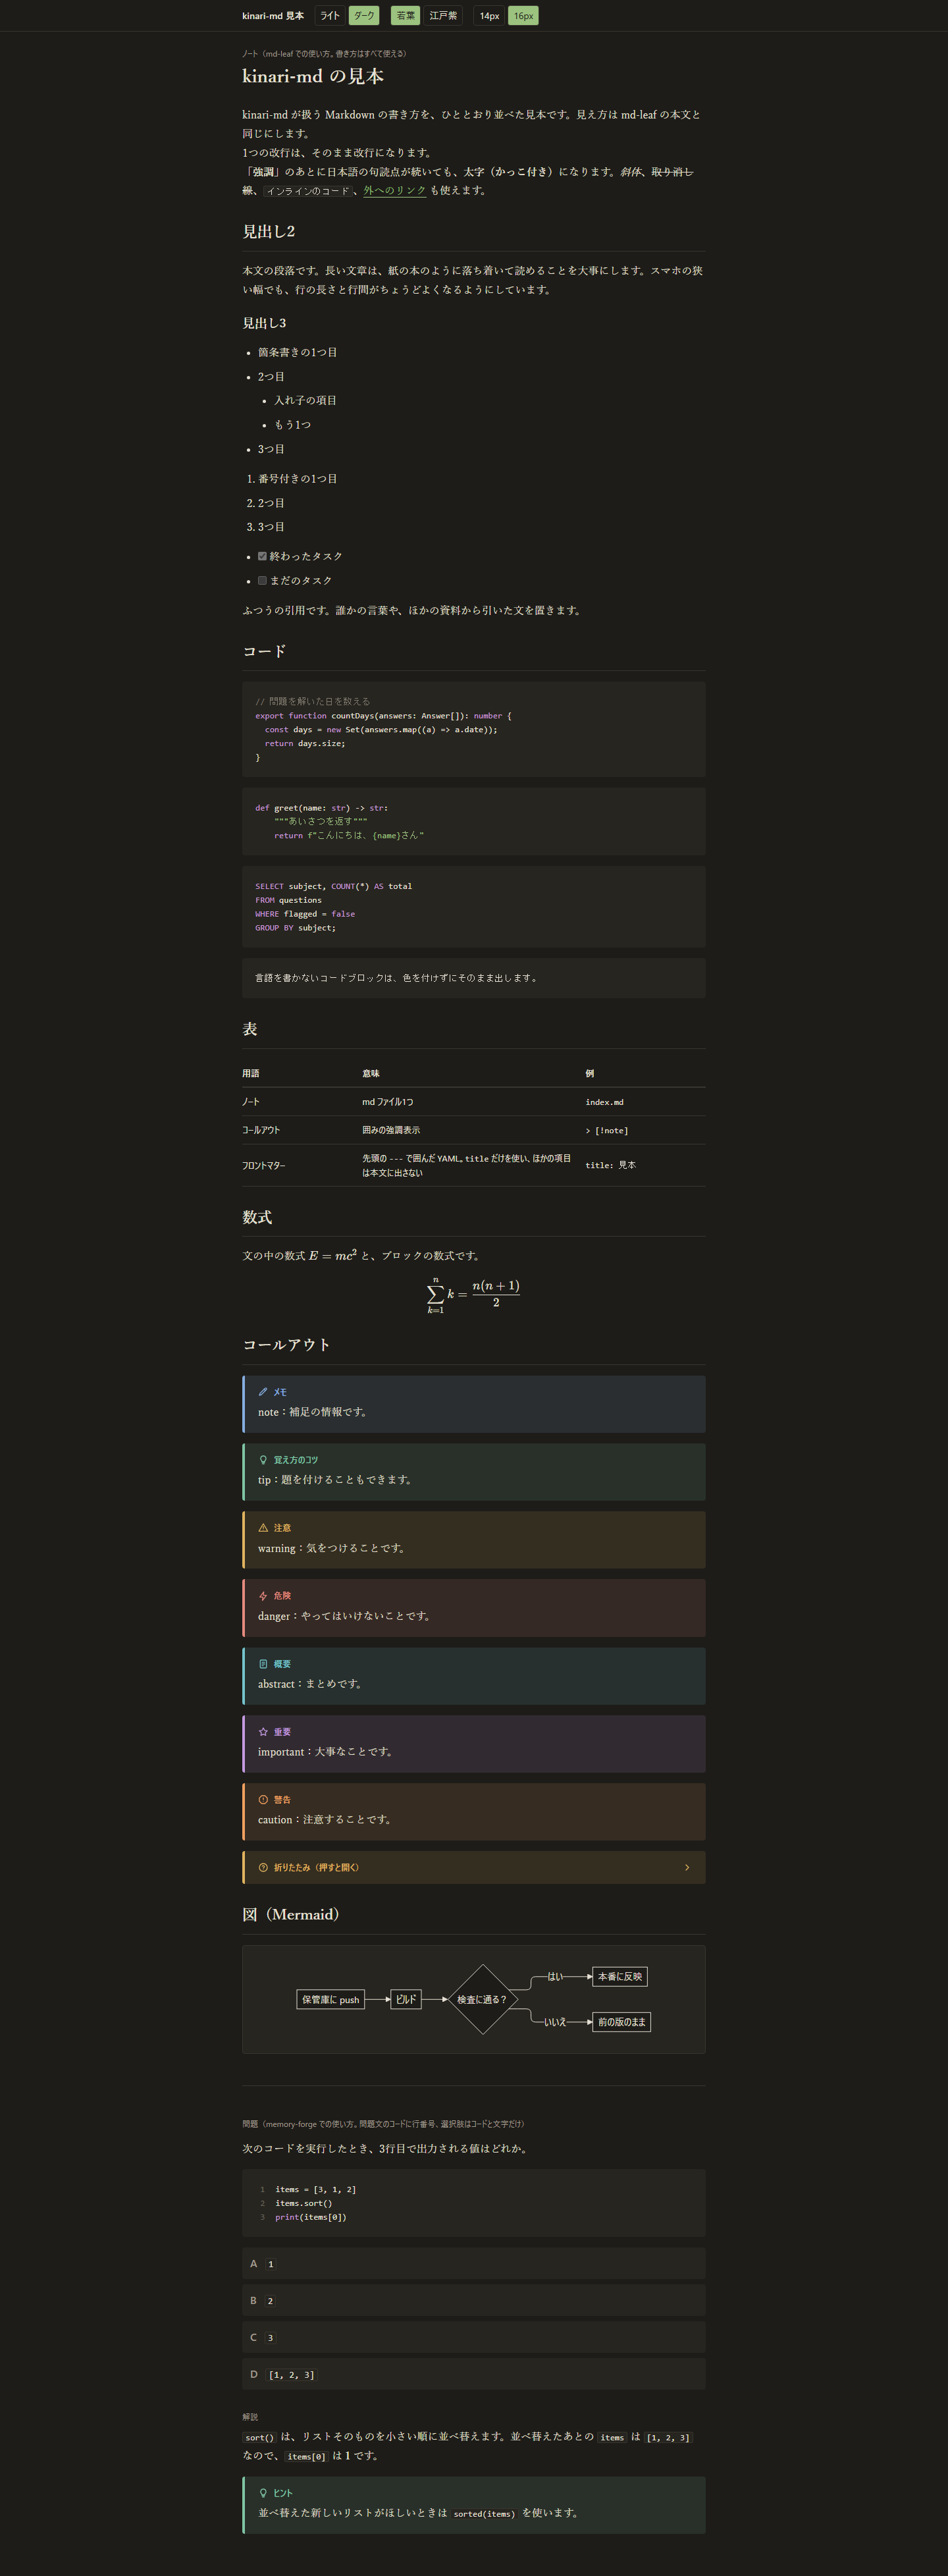 kinari-md 見本 ライト ダーク 若葉 江戸紫 14px 16px
ノート（md-leaf での使い方。書き方はすべて使える）
kinari-md の見本
kinari-md が扱う Markdown の書き方を、ひととおり並べた見本です。見え方は md-leaf の本文と
同じにします。
1つの改行は、そのまま改行になります。
「強調」のあとに日本語の句読点が続いても、太字（かっこ付き）になります。斜体、取り消し
線、インラインのコード、外へのリンク も使えます。
見出し2
本文の段落です。長い文章は、紙の本のように落ち着いて読めることを大事にします。スマホの狭
い幅でも、行の長さと行間がちょうどよくなるようにしています。
見出し3
• 箇条書きの1つ目
• 2つ目
• 入れ子の項目
• もう1つ
• 3つ目
1. 番号付きの1つ目
2. 2つ目
3. 3つ目
• 終わったタスク
• まだのタスク
ふつうの引用です。誰かの言葉や、ほかの資料から引いた文を置きます。
コード
// 問題を解いた日を数える
export function countDays(answers: Answer[]): number {
  const days = new Set(answers.map((a) => a.date));
  return days.size;
}
def greet(name: str) -> str:
    """あいさつを返す"""
    return f"こんにちは、{name}さん"
SELECT subject, COUNT(*) AS total
FROM questions
WHERE flagged = false
GROUP BY subject;
言語を書かないコードブロックは、色を付けずにそのまま出します。
表
用語 意味 例
ノート md ファイル1つ index.md
コールアウト 囲みの強調表示 > [!note]
フロントマター 先頭の --- で囲んだ YAML。title だけを使い、ほかの項目は本文に出さない title: 見本
数式
文の中の数式 E = mc² と、ブロックの数式です。
∑_{k=1}^{n} k = n(n + 1) / 2
コールアウト
メモ
note：補足の情報です。
覚え方のコツ
tip：題を付けることもできます。
注意
warning：気をつけることです。
危険
danger：やってはいけないことです。
概要
abstract：まとめです。
重要
important：大事なことです。
警告
caution：注意することです。
折りたたみ（押すと開く）
図（Mermaid）
保管庫に push
ビルド
検査に通る？
はい
本番に反映
いいえ
前の版のまま
問題（memory-forge での使い方。問題文のコードに行番号、選択肢はコードと文字だけ）
次のコードを実行したとき、3行目で出力される値はどれか。
1 items = [3, 1, 2]
2 items.sort()
3 print(items[0])
A 1
B 2
C 3
D [1, 2, 3]
解説
sort() は、リストそのものを小さい順に並べ替えます。並べ替えたあとの items は [1, 2, 3]
なので、items[0] は 1 です。
ヒント
並べ替えた新しいリストがほしいときは sorted(items) を使います。